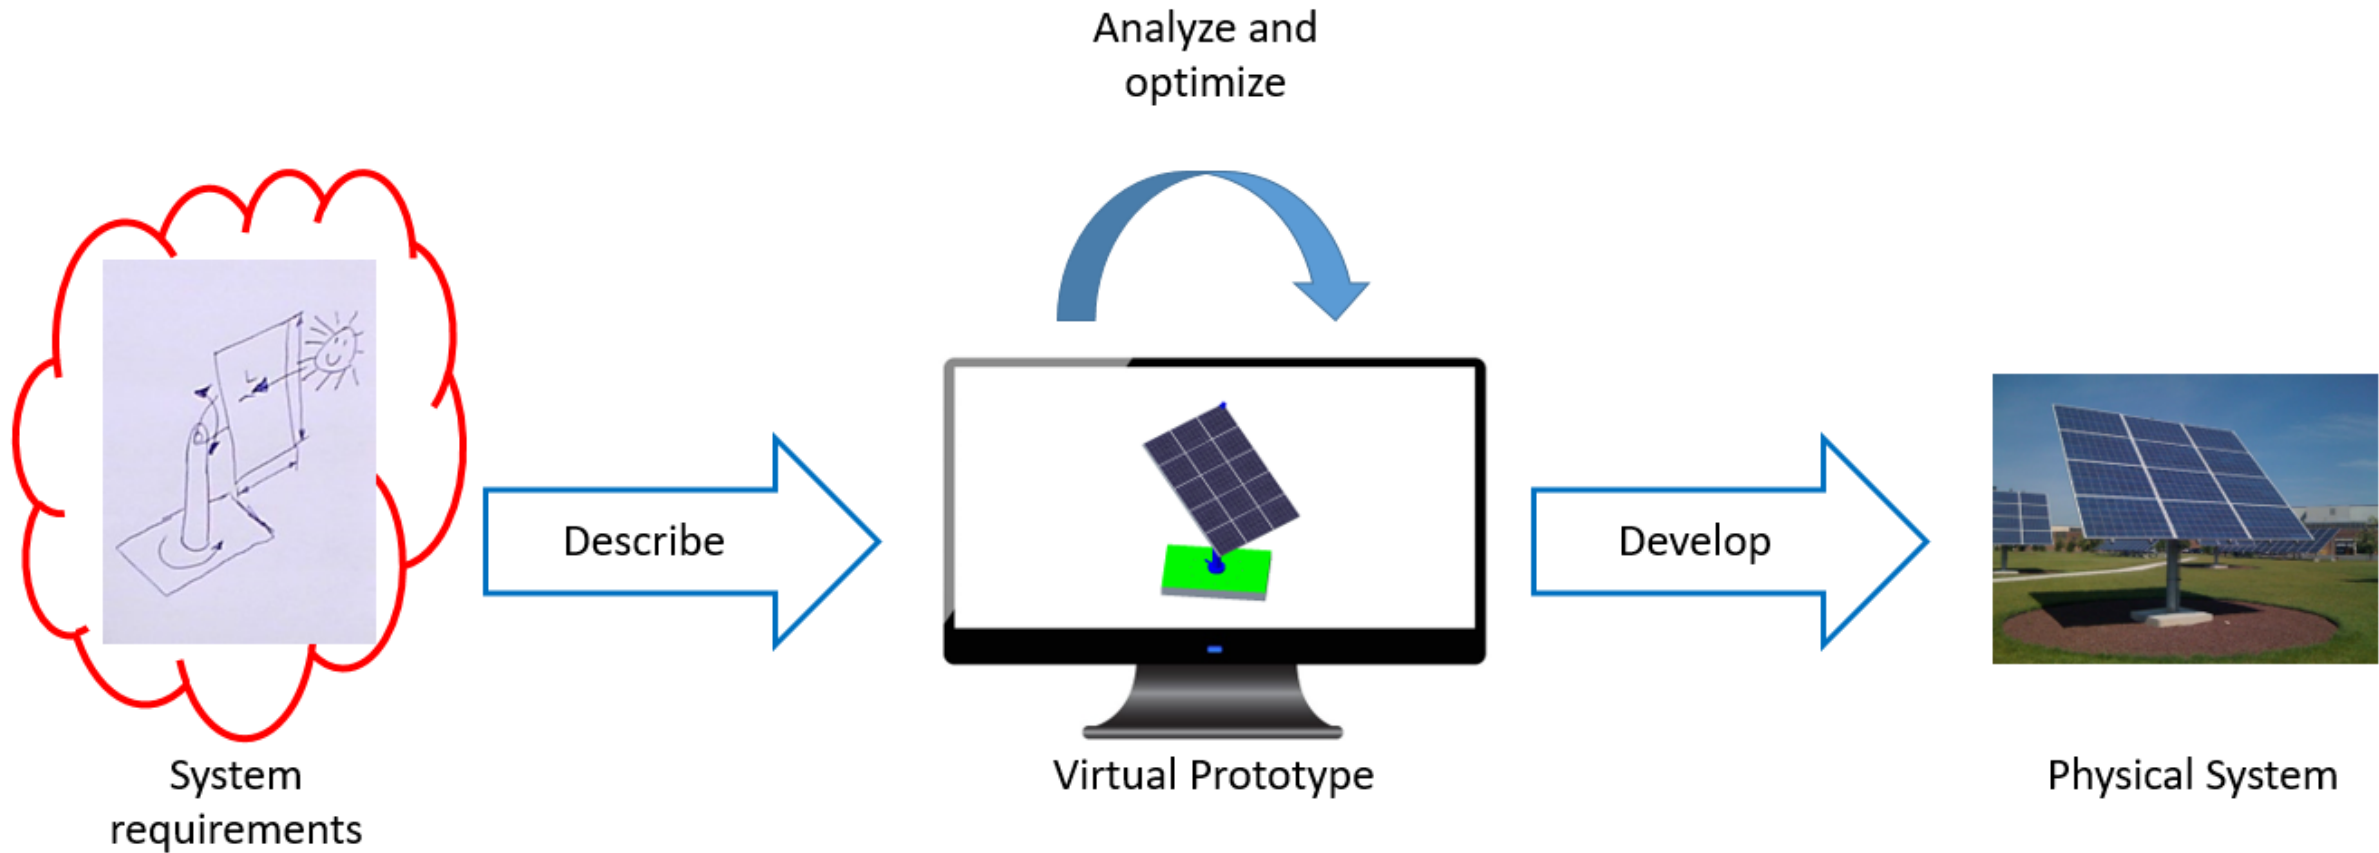 Analyze and
optimize
Describe
Develop
System
requirements
Virtual Prototype
Physical System